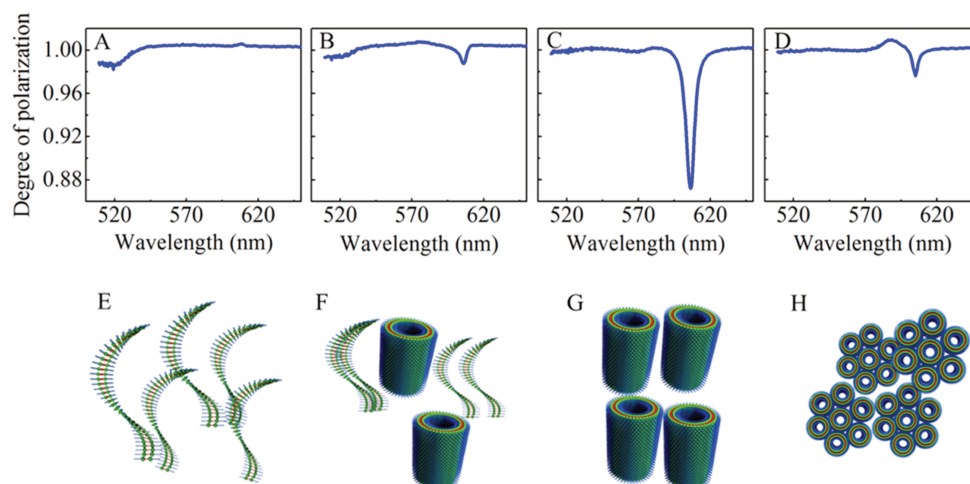 A
B
C
D
Degree of polarization
1.00
0.96
0.92
0.88
520 570 620
520 570 620
520 570 620
520 570 620
Wavelength (nm)
Wavelength (nm)
Wavelength (nm)
Wavelength (nm)
E
F
G
H